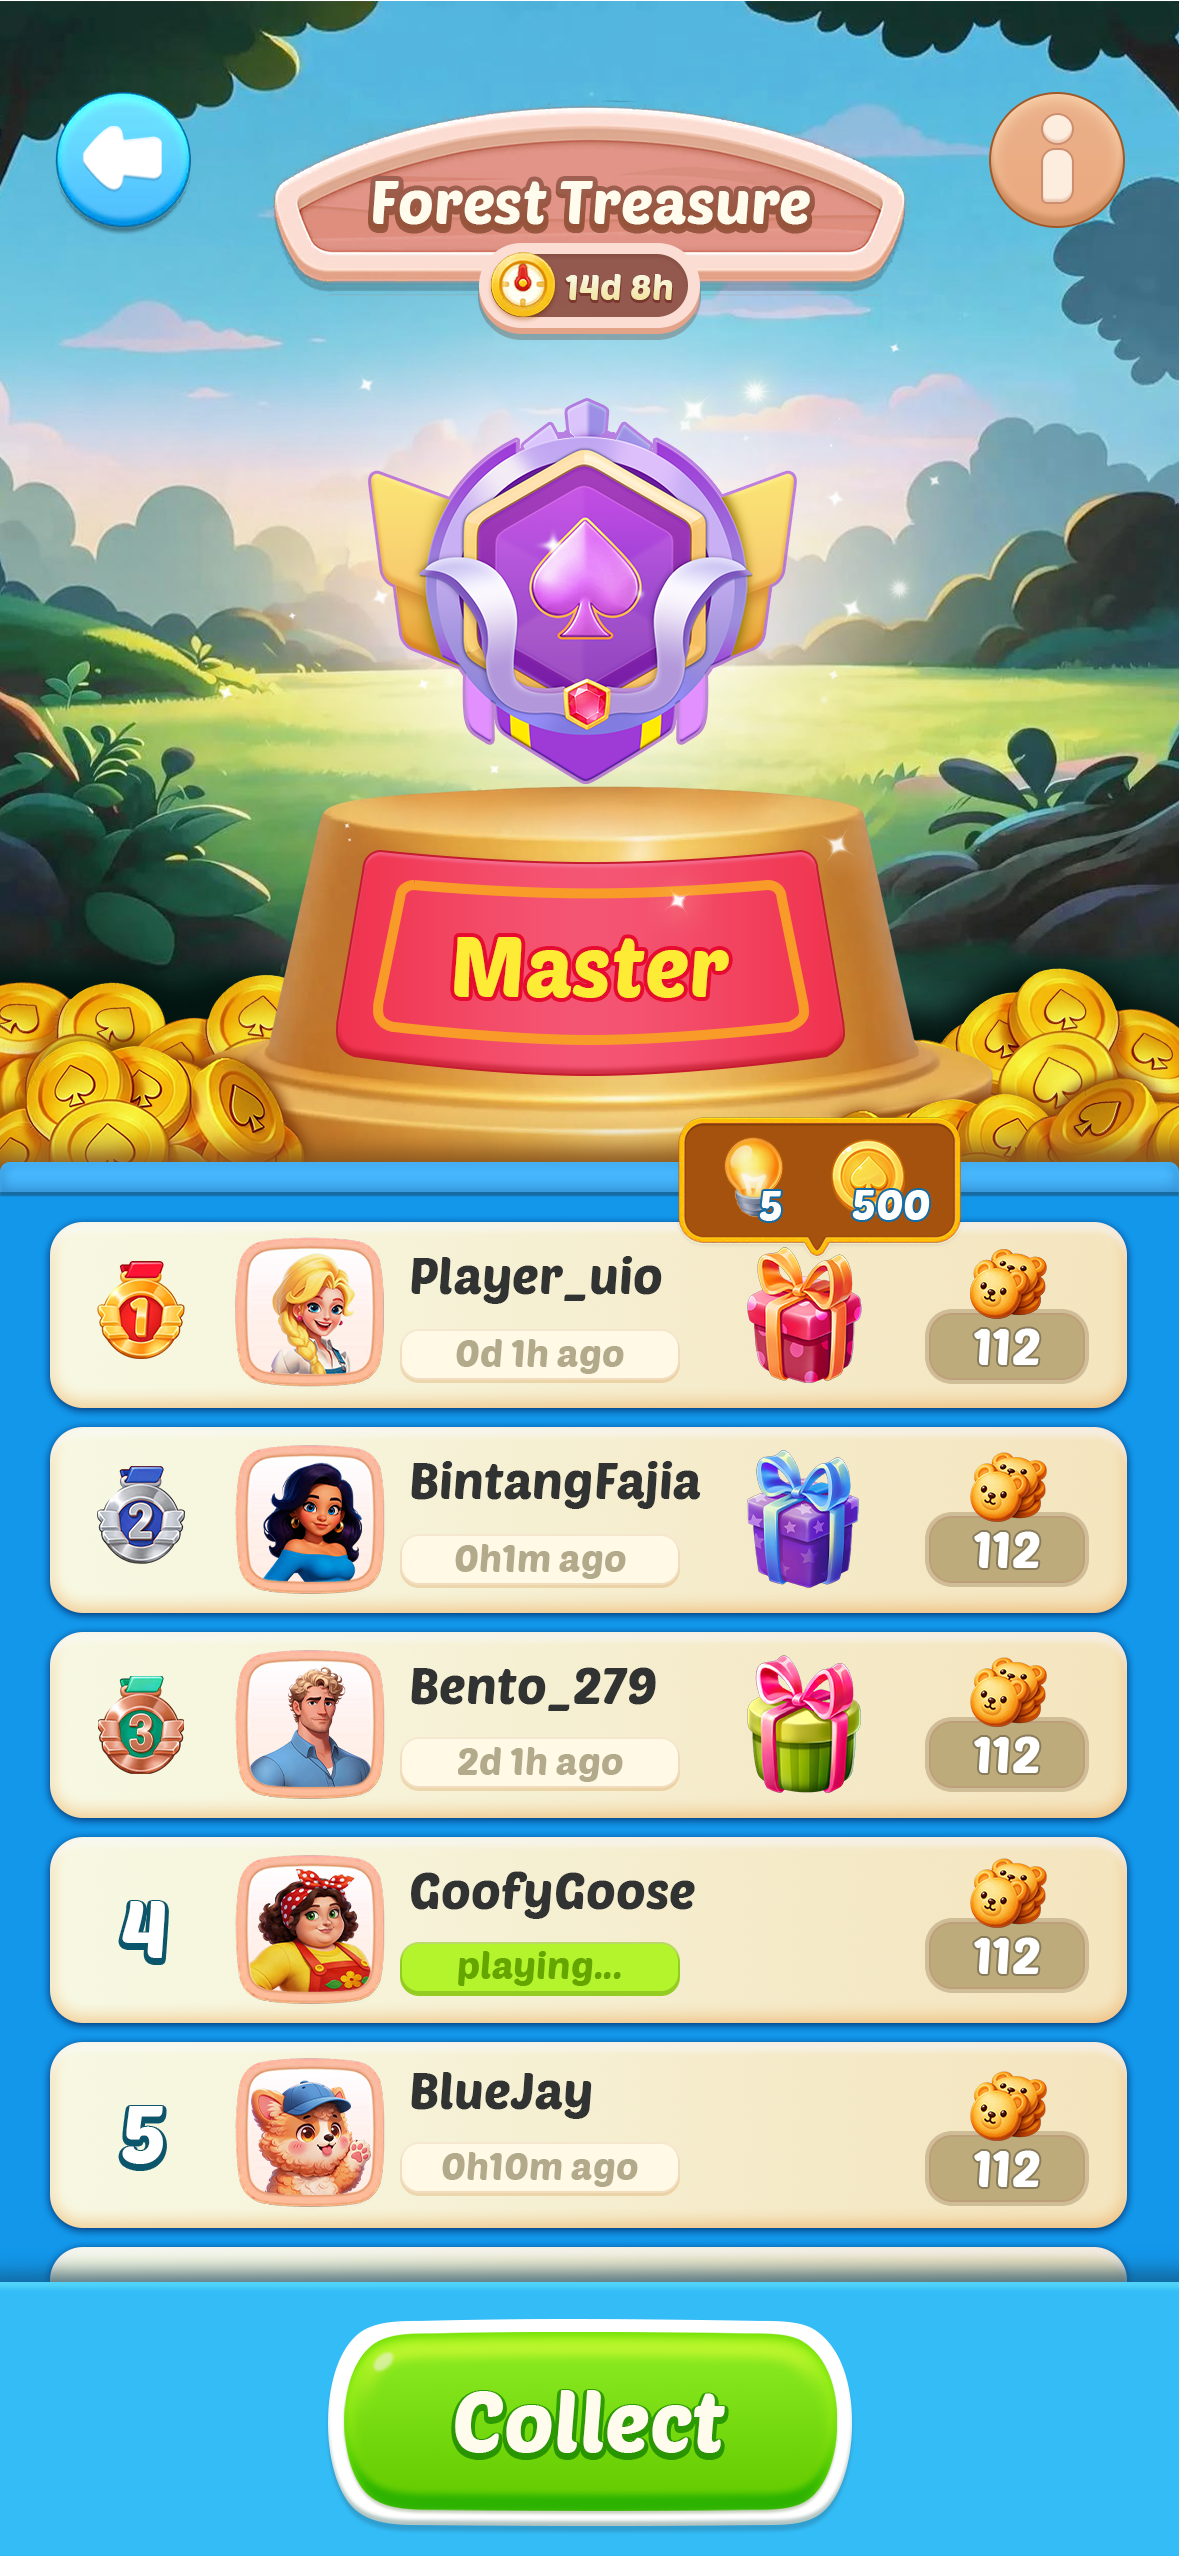 Forest Treasure
14d 8h
Master
5 500
1 Player_uio
0d 1h ago
112
2 BintangFajia
0h1m ago
112
3 Bento_279
2d 1h ago
112
4 GoofyGoose
playing...
112
5 BlueJay
0h10m ago
112
Collect